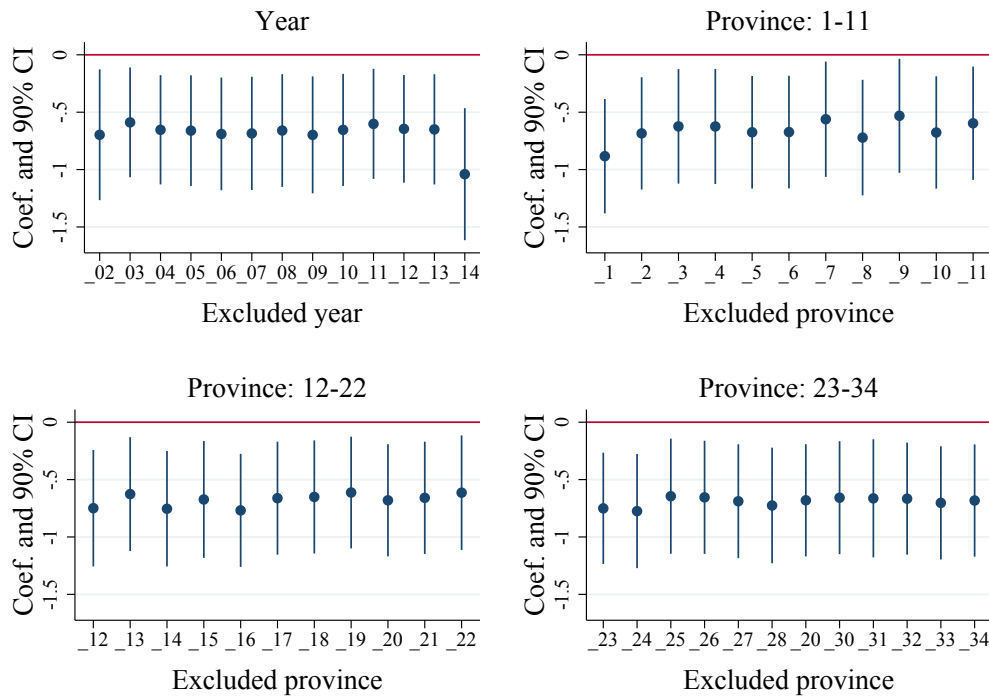 Year
Coef. and 90% CI
0
-.5
-1
-1.5
_02 _03 _04 _05 _06 _07 _08 _09 _10 _11 _12 _13 _14
Excluded year
Province: 1-11
Coef. and 90% CI
0
-.5
-1
-1.5
_1 _2 _3 _4 _5 _6 _7 _8 _9 _10 _11
Excluded province
Province: 12-22
Coef. and 90% CI
0
-.5
-1
-1.5
_12 _13 _14 _15 _16 _17 _18 _19 _20 _21 _22
Excluded province
Province: 23-34
Coef. and 90% CI
0
-.5
-1
-1.5
_23 _24 _25 _26 _27 _28 _20 _30 _31 _32 _33 _34
Excluded province